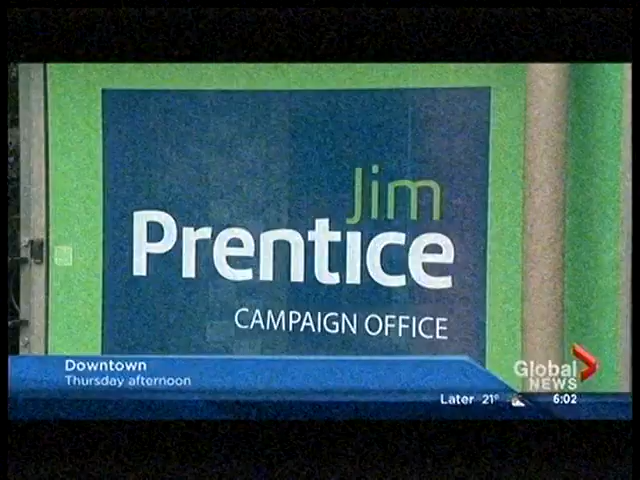 Jim
Prentice
CAMPAIGN OFFICE
Downtown
Thursday afternoon
Global
NEWS
Later 21° 6:02